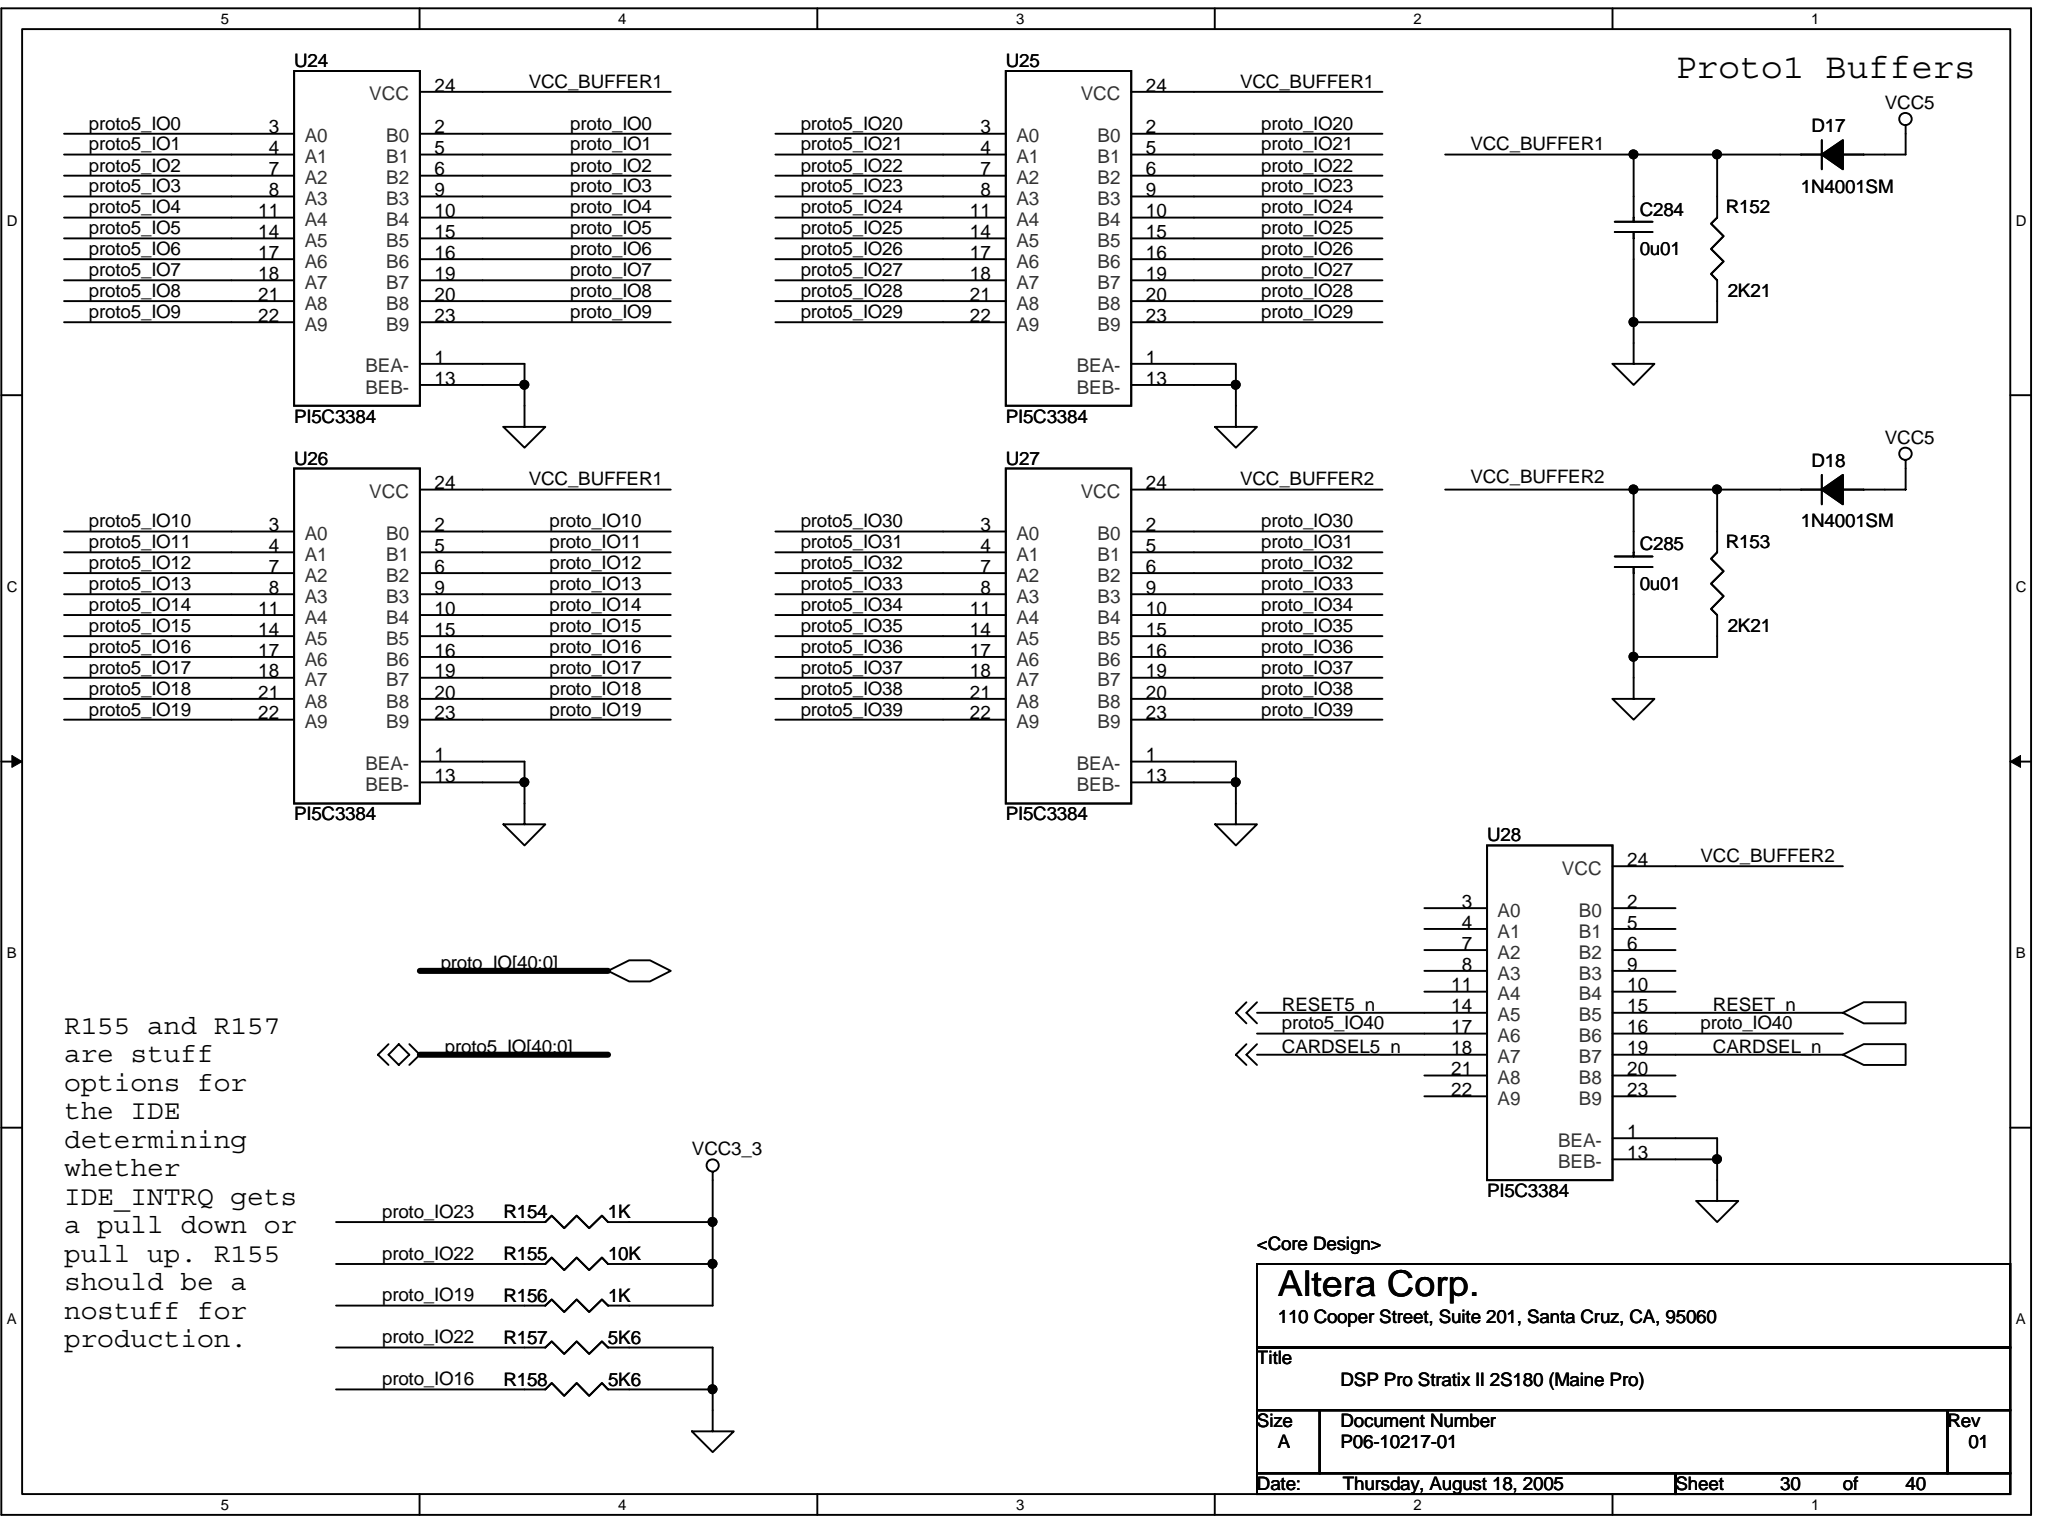 5 4 3 2 1
Proto1 Buffers
U24
VCC 24 VCC_BUFFER1
proto5_IO0 3 A0 B0 2 proto_IO0
proto5_IO1 4 A1 B1 5 proto_IO1
proto5_IO2 7 A2 B2 6 proto_IO2
proto5_IO3 8 A3 B3 9 proto_IO3
proto5_IO4 11 A4 B4 10 proto_IO4
proto5_IO5 14 A5 B5 15 proto_IO5
proto5_IO6 17 A6 B6 16 proto_IO6
proto5_IO7 18 A7 B7 19 proto_IO7
proto5_IO8 21 A8 B8 20 proto_IO8
proto5_IO9 22 A9 B9 23 proto_IO9
BEA- 1
BEB- 13
PI5C3384
U25
VCC 24 VCC_BUFFER1
proto5_IO20 3 A0 B0 2 proto_IO20
proto5_IO21 4 A1 B1 5 proto_IO21
proto5_IO22 7 A2 B2 6 proto_IO22
proto5_IO23 8 A3 B3 9 proto_IO23
proto5_IO24 11 A4 B4 10 proto_IO24
proto5_IO25 14 A5 B5 15 proto_IO25
proto5_IO26 17 A6 B6 16 proto_IO26
proto5_IO27 18 A7 B7 19 proto_IO27
proto5_IO28 21 A8 B8 20 proto_IO28
proto5_IO29 22 A9 B9 23 proto_IO29
BEA- 1
BEB- 13
PI5C3384
VCC5
D17
VCC_BUFFER1
1N4001SM
C284
0u01
R152
2K21
D D
U26
VCC 24 VCC_BUFFER1
proto5_IO10 3 A0 B0 2 proto_IO10
proto5_IO11 4 A1 B1 5 proto_IO11
proto5_IO12 7 A2 B2 6 proto_IO12
proto5_IO13 8 A3 B3 9 proto_IO13
proto5_IO14 11 A4 B4 10 proto_IO14
proto5_IO15 14 A5 B5 15 proto_IO15
proto5_IO16 17 A6 B6 16 proto_IO16
proto5_IO17 18 A7 B7 19 proto_IO17
proto5_IO18 21 A8 B8 20 proto_IO18
proto5_IO19 22 A9 B9 23 proto_IO19
BEA- 1
BEB- 13
PI5C3384
U27
VCC 24 VCC_BUFFER2
proto5_IO30 3 A0 B0 2 proto_IO30
proto5_IO31 4 A1 B1 5 proto_IO31
proto5_IO32 7 A2 B2 6 proto_IO32
proto5_IO33 8 A3 B3 9 proto_IO33
proto5_IO34 11 A4 B4 10 proto_IO34
proto5_IO35 14 A5 B5 15 proto_IO35
proto5_IO36 17 A6 B6 16 proto_IO36
proto5_IO37 18 A7 B7 19 proto_IO37
proto5_IO38 21 A8 B8 20 proto_IO38
proto5_IO39 22 A9 B9 23 proto_IO39
BEA- 1
BEB- 13
PI5C3384
VCC5
D18
VCC_BUFFER2
1N4001SM
C285
0u01
R153
2K21
C C
U28
VCC 24 VCC_BUFFER2
3 A0 B0 2
4 A1 B1 5
7 A2 B2 6
8 A3 B3 9
11 A4 B4 10
RESET5_n 14 A5 B5 15 RESET_n
proto5_IO40 17 A6 B6 16 proto_IO40
CARDSEL5_n 18 A7 B7 19 CARDSEL_n
21 A8 B8 20
22 A9 B9 23
BEA- 1
BEB- 13
PI5C3384
B B
proto_IO[40:0]
proto5_IO[40:0]
R155 and R157
are stuff
options for
the IDE
determining
whether
IDE_INTRQ gets
a pull down or
pull up. R155
should be a
nostuff for
production.
VCC3_3
proto_IO23 R154 1K
proto_IO22 R155 10K
proto_IO19 R156 1K
proto_IO22 R157 5K6
proto_IO16 R158 5K6
A A
<Core Design>
Altera Corp.
110 Cooper Street, Suite 201, Santa Cruz, CA, 95060
Title
DSP Pro Stratix II 2S180 (Maine Pro)
Size Document Number Rev
A P06-10217-01 01
Date: Thursday, August 18, 2005 Sheet 30 of 40
5 4 3 2 1